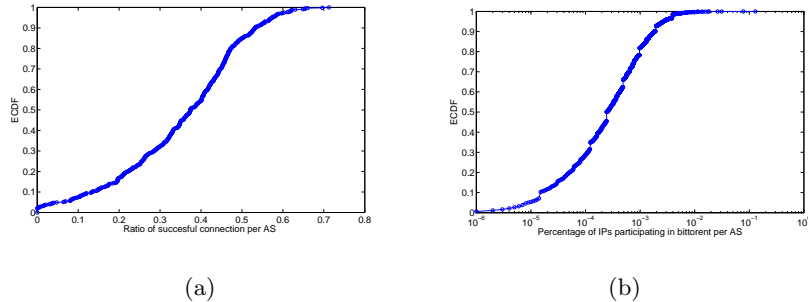 1
0.9
0.8
0.7
0.6
0.5
0.4
0.3
0.2
0.1
0
ECDF
0 0.1 0.2 0.3 0.4 0.5 0.6 0.7 0.8
Ratio of succesful connection per AS
(a)
1
0.9
0.8
0.7
0.6
0.5
0.4
0.3
0.2
0.1
0
ECDF
10^-6 10^-5 10^-4 10^-3 10^-2 10^-1 10^0
Percentage of IPs participating in bittorent per AS
(b)